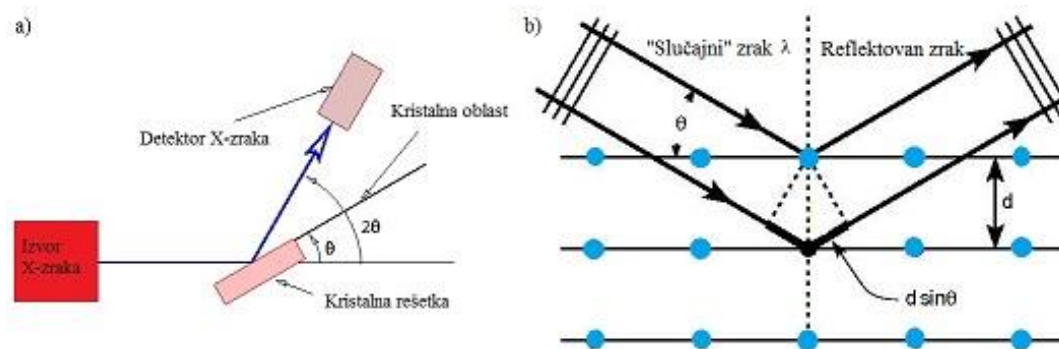 a)
Detektor X-zraka
Kristalna oblast
Izvor
X-zraka
2θ
θ
Kristalna rešetka
b)
"Slučajni" zrak λ
Reflektovan zrak
θ
d
d sinθ